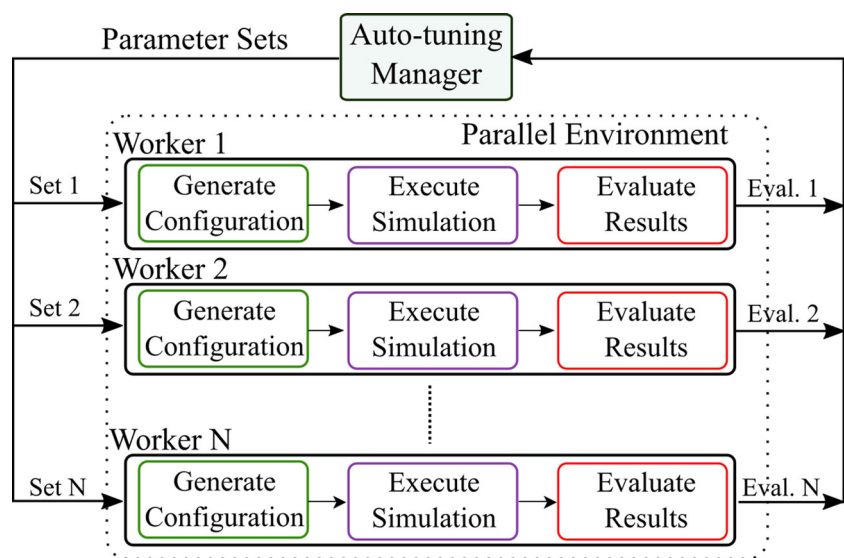 Parameter Sets
Auto-tuning
Manager
Parallel Environment
Worker 1
Set 1
Generate
Configuration
Execute
Simulation
Evaluate
Results
Eval. 1
Worker 2
Set 2
Generate
Configuration
Execute
Simulation
Evaluate
Results
Eval. 2
Worker N
Set N
Generate
Configuration
Execute
Simulation
Evaluate
Results
Eval. N